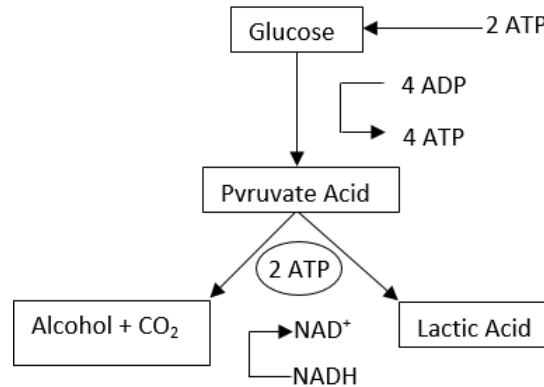 Glucose
2 ATP
4 ADP
4 ATP
Pvruvate Acid
2 ATP
Alcohol + CO₂
NAD⁺
Lactic Acid
NADH